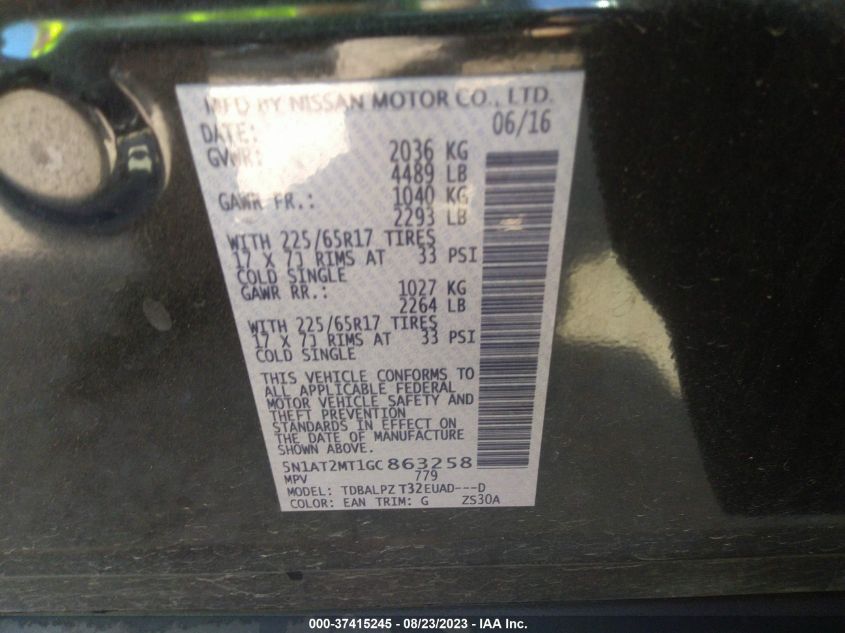 MFD BY NISSAN MOTOR CO., LTD.
DATE: 06/16
GVWR: 2036 KG
4489 LB
GAWR FR.: 1040 KG
2293 LB
WITH 225/65R17 TIRES
17 X 7J RIMS AT 33 PSI
COLD SINGLE
GAWR RR.: 1027 KG
2264 LB
WITH 225/65R17 TIRES
17 X 7J RIMS AT 33 PSI
COLD SINGLE
THIS VEHICLE CONFORMS TO
ALL APPLICABLE FEDERAL
MOTOR VEHICLE SAFETY AND
THEFT PREVENTION
STANDARDS IN EFFECT ON
THE DATE OF MANUFACTURE
SHOWN ABOVE.
5N1AT2MT1GC863258
MPV 779
MODEL: TDBALPZ T32EUAD---D
COLOR: EAN TRIM: G ZS30A
000-37415245 - 08/23/2023 - IAA Inc.